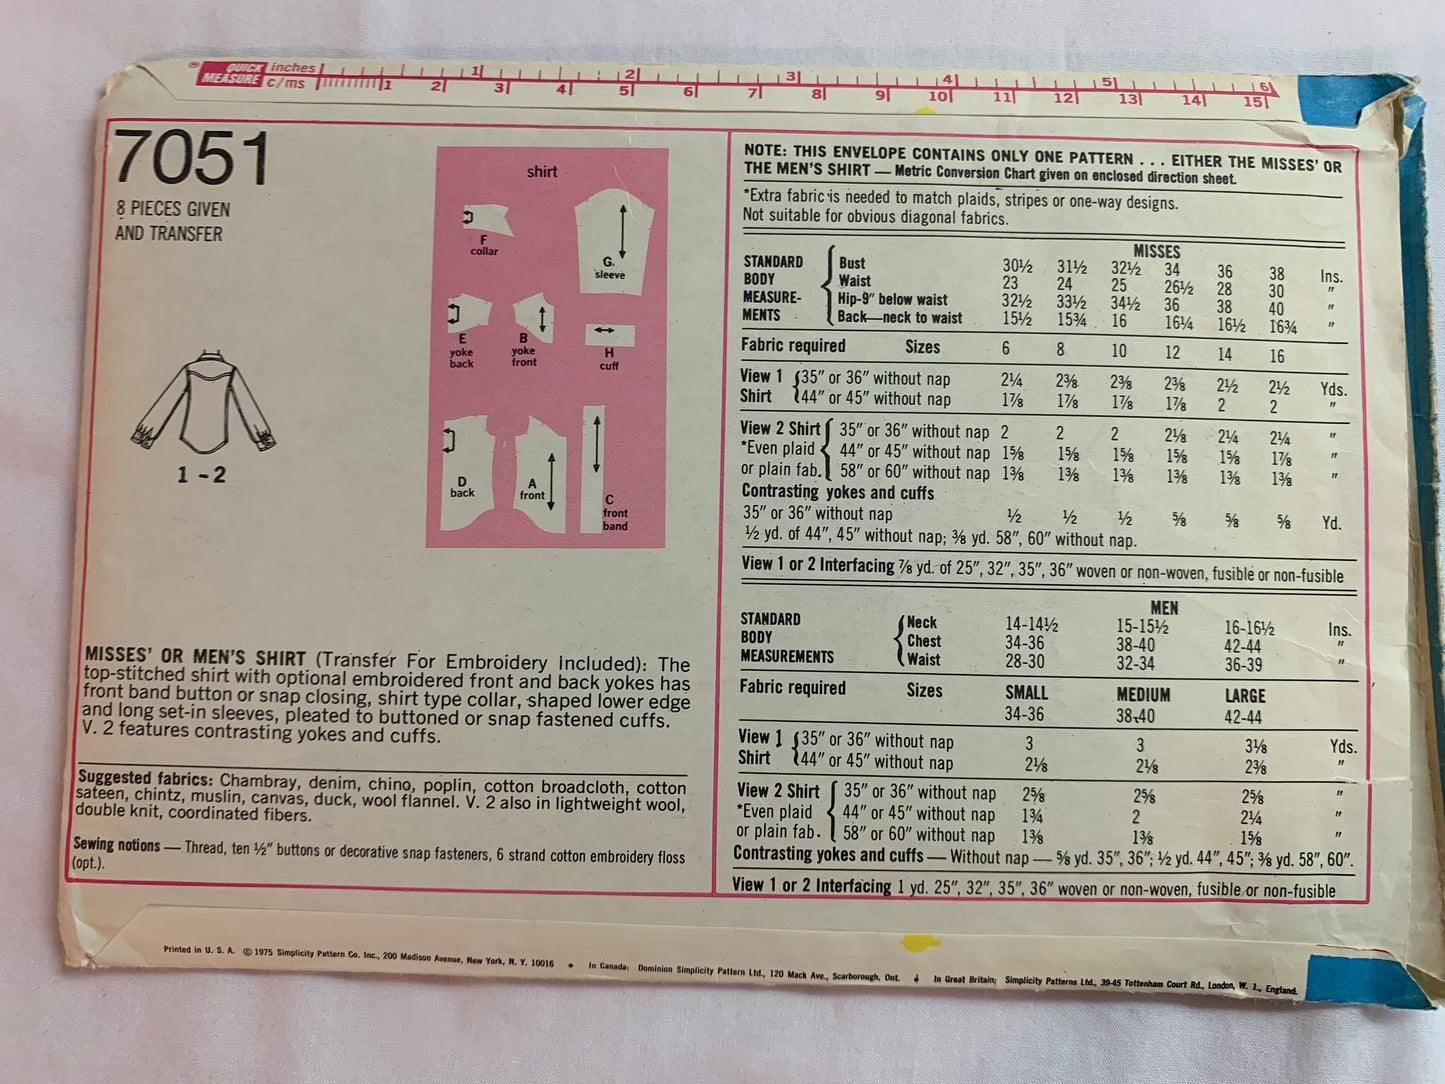 QUICK MEASURE inches 1 2 3 4 5 6
c/ms 1 2 3 4 5 6 7 8 9 10 11 12 13 14 15
7051
8 PIECES GIVEN
AND TRANSFER
1 - 2
shirt
F
collar
G.
sleeve
E
yoke
back
B
yoke
front
H
cuff
D
back
A
front
C
front
band
MISSES' OR MEN'S SHIRT (Transfer For Embroidery Included): The
top-stitched shirt with optional embroidered front and back yokes has
front band button or snap closing, shirt type collar, shaped lower edge
and long set-in sleeves, pleated to buttoned or snap fastened cuffs.
V. 2 features contrasting yokes and cuffs.
Suggested fabrics: Chambray, denim, chino, poplin, cotton broadcloth, cotton
sateen, chintz, muslin, canvas, duck, wool flannel. V. 2 also in lightweight wool,
double knit, coordinated fibers.
Sewing notions — Thread, ten ½" buttons or decorative snap fasteners, 6 strand cotton embroidery floss
(opt.).
NOTE: THIS ENVELOPE CONTAINS ONLY ONE PATTERN . . . EITHER THE MISSES' OR
THE MEN'S SHIRT — Metric Conversion Chart given on enclosed direction sheet.
*Extra fabric is needed to match plaids, stripes or one-way designs.
Not suitable for obvious diagonal fabrics.
MISSES
STANDARD BODY MEASURE- MENTS
Bust 30½ 31½ 32½ 34 36 38 Ins.
Waist 23 24 25 26½ 28 30 "
Hip-9" below waist 32½ 33½ 34½ 36 38 40 "
Back—neck to waist 15½ 15¾ 16 16¼ 16½ 16¾ "
Fabric required Sizes 6 8 10 12 14 16
View 1 35" or 36" without nap 2¼ 2⅜ 2⅜ 2⅜ 2½ 2½ Yds.
Shirt 44" or 45" without nap 1⅞ 1⅞ 1⅞ 1⅞ 2 2 "
View 2 Shirt 35" or 36" without nap 2 2 2 2⅛ 2¼ 2¼ "
*Even plaid 44" or 45" without nap 1⅝ 1⅝ 1⅝ 1⅝ 1⅝ 1⅞ "
or plain fab. 58" or 60" without nap 1⅜ 1⅜ 1⅜ 1⅜ 1⅜ 1⅜ "
Contrasting yokes and cuffs
35" or 36" without nap ½ ½ ½ ⅝ ⅝ ⅝ Yd.
½ yd. of 44", 45" without nap; ⅜ yd. 58", 60" without nap.
View 1 or 2 Interfacing ⅞ yd. of 25", 32", 35", 36" woven or non-woven, fusible or non-fusible
MEN
STANDARD BODY MEASUREMENTS
Neck 14-14½ 15-15½ 16-16½ Ins.
Chest 34-36 38-40 42-44 "
Waist 28-30 32-34 36-39 "
Fabric required Sizes SMALL MEDIUM LARGE
34-36 38-40 42-44
View 1 35" or 36" without nap 3 3 3⅛ Yds.
Shirt 44" or 45" without nap 2⅛ 2⅛ 2⅜ "
View 2 Shirt 35" or 36" without nap 2⅝ 2⅝ 2⅝ "
*Even plaid 44" or 45" without nap 1¾ 2 2¼ "
or plain fab. 58" or 60" without nap 1⅜ 1⅜ 1⅝ "
Contrasting yokes and cuffs — Without nap — ⅝ yd. 35", 36"; ½ yd. 44", 45"; ⅜ yd. 58", 60".
View 1 or 2 Interfacing 1 yd. 25", 32", 35", 36" woven or non-woven, fusible or non-fusible
Printed in U. S. A. © 1975 Simplicity Pattern Co. Inc., 200 Madison Avenue, New York, N. Y. 10016 • In Canada: Dominion Simplicity Pattern Ltd., 120 Mack Ave., Scarborough, Ont. • In Great Britain: Simplicity Patterns Ltd., 39-45 Tottenham Court Rd., London, W. 1., England.